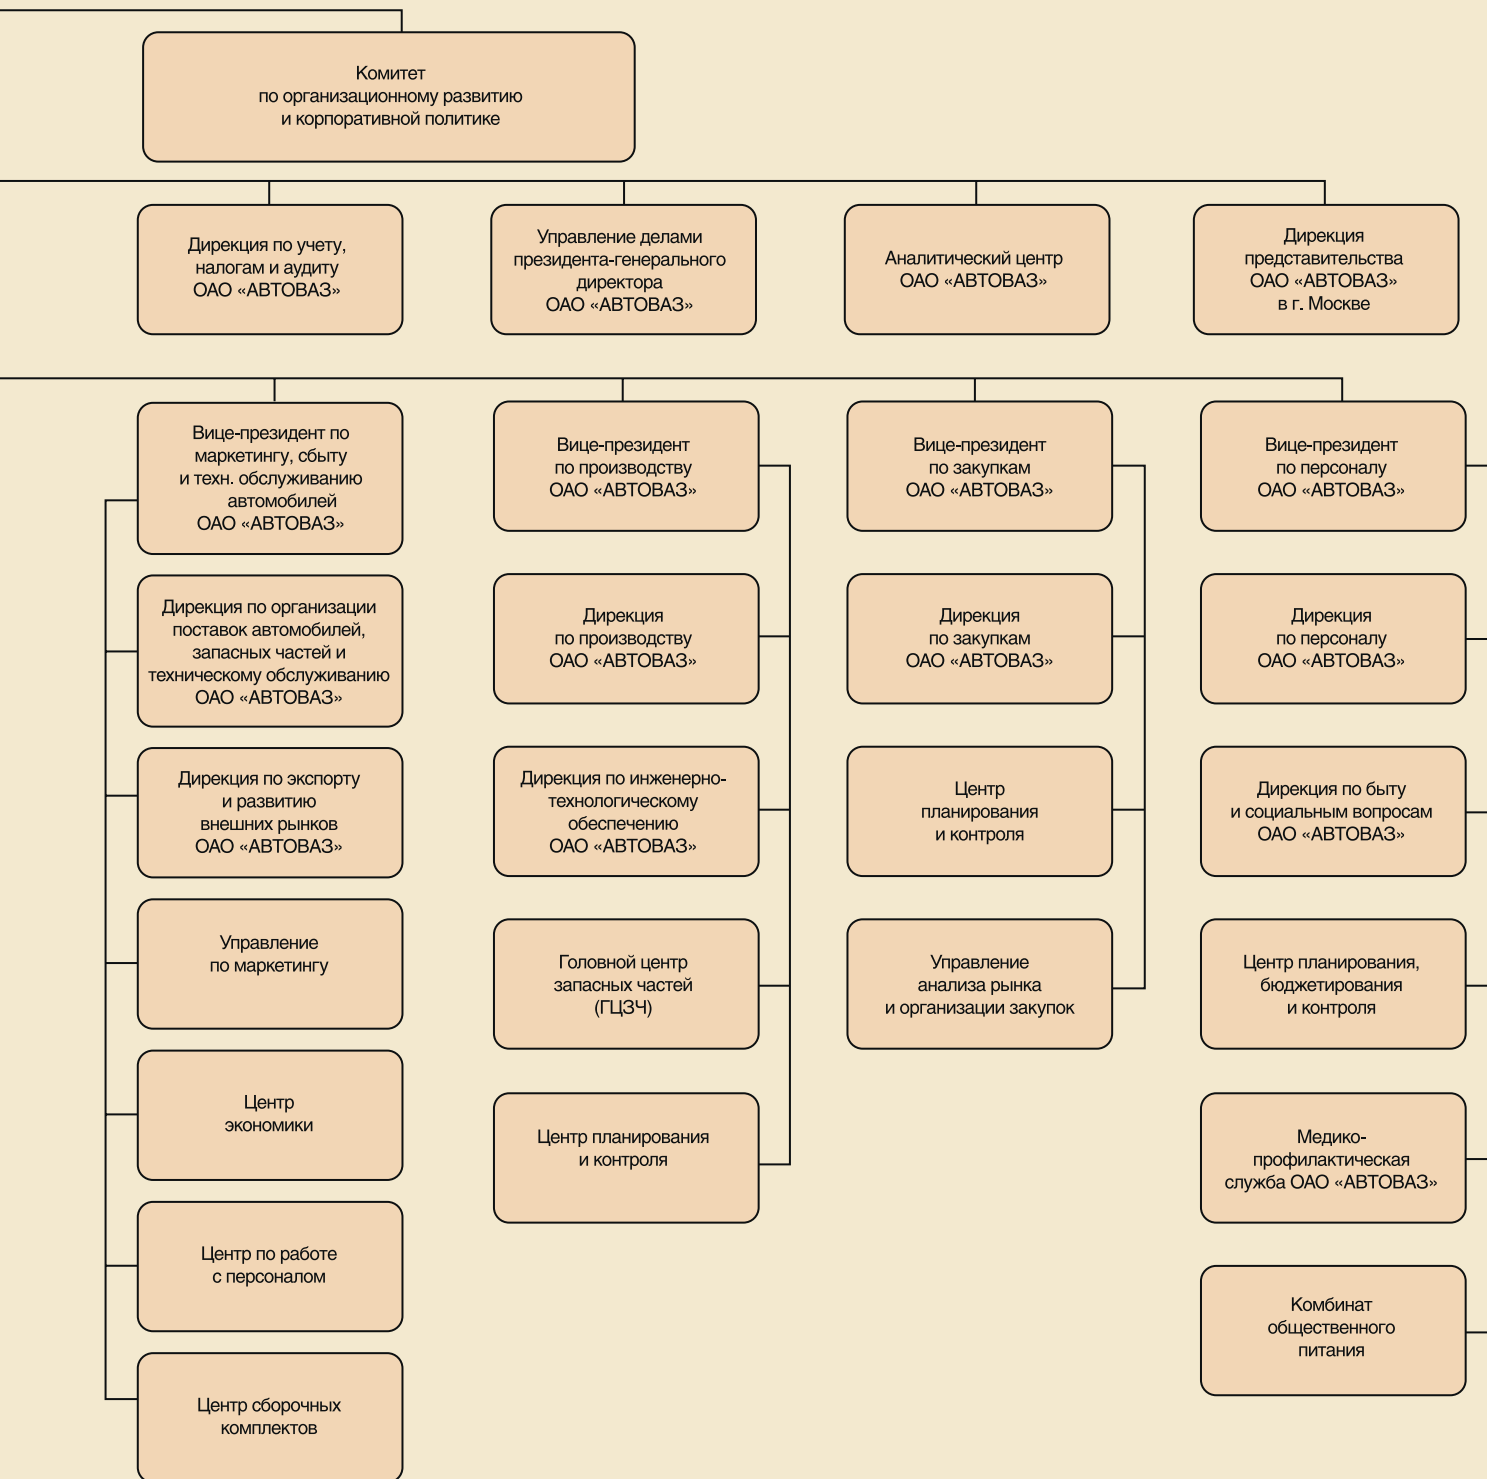 Комитет
по организационному развитию
и корпоративной политике
Дирекция по учету,
налогам и аудиту
ОАО «АВТОВАЗ»
Управление делами
президента-генерального
директора
ОАО «АВТОВАЗ»
Аналитический центр
ОАО «АВТОВАЗ»
Дирекция
представительства
ОАО «АВТОВАЗ»
в г. Москве
Вице-президент по
маркетингу, сбыту
и техн. обслуживанию
автомобилей
ОАО «АВТОВАЗ»
Дирекция по организации
поставок автомобилей,
запасных частей и
техническому обслуживанию
ОАО «АВТОВАЗ»
Дирекция по экспорту
и развитию
внешних рынков
ОАО «АВТОВАЗ»
Управление
по маркетингу
Центр
экономики
Центр по работе
с персоналом
Центр сборочных
комплектов
Вице-президент
по производству
ОАО «АВТОВАЗ»
Дирекция
по производству
ОАО «АВТОВАЗ»
Дирекция по инженерно-
технологическому
обеспечению
ОАО «АВТОВАЗ»
Головной центр
запасных частей
(ГЦЗЧ)
Центр планирования
и контроля
Вице-президент
по закупкам
ОАО «АВТОВАЗ»
Дирекция
по закупкам
ОАО «АВТОВАЗ»
Центр
планирования
и контроля
Управление
анализа рынка
и организации закупок
Вице-президент
по персоналу
ОАО «АВТОВАЗ»
Дирекция
по персоналу
ОАО «АВТОВАЗ»
Дирекция по быту
и социальным вопросам
ОАО «АВТОВАЗ»
Центр планирования,
бюджетирования
и контроля
Медико-
профилактическая
служба ОАО «АВТОВАЗ»
Комбинат
общественного
питания